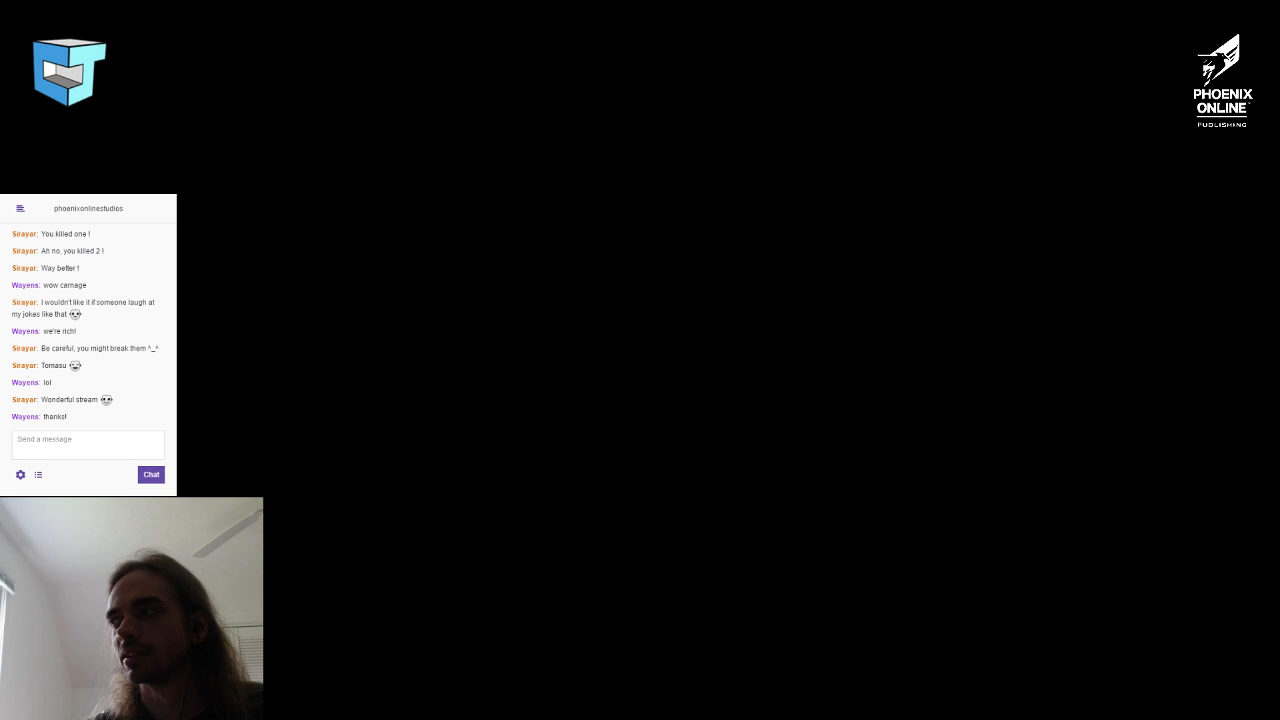 PHOENIX
ONLINE™
PUBLISHING
phoenixonlinestudios
Sirayar: You killed one !
Sirayar: Ah no, you killed 2 !
Sirayar: Way better !
Wayens: wow carnage
Sirayar: I wouldn't like it if someone laugh at
my jokes like that
Wayens: we're rich!
Sirayar: Be careful, you might break them ^_^
Sirayar: Tomasu
Wayens: lol
Sirayar: Wonderful stream
Wayens: thanks!
Send a message
Chat